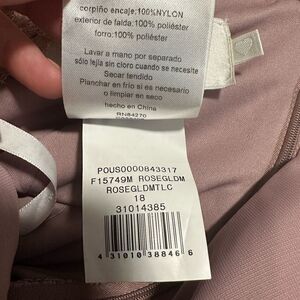 corpiño encaje:100%NYLON
exterior de falda:100% poliéster
forro:100% poliéster
Lavar a mano por separado
sólo lejía sin cloro cuando se necesite
Secar tendido
Planchar en frío si es necesario
o limpiar en seco
hecho en China
RN84270
POUS0000843317
F15749M ROSEGLDM
ROSEGLDMTLC
18
31014385
4 31010 38846 6